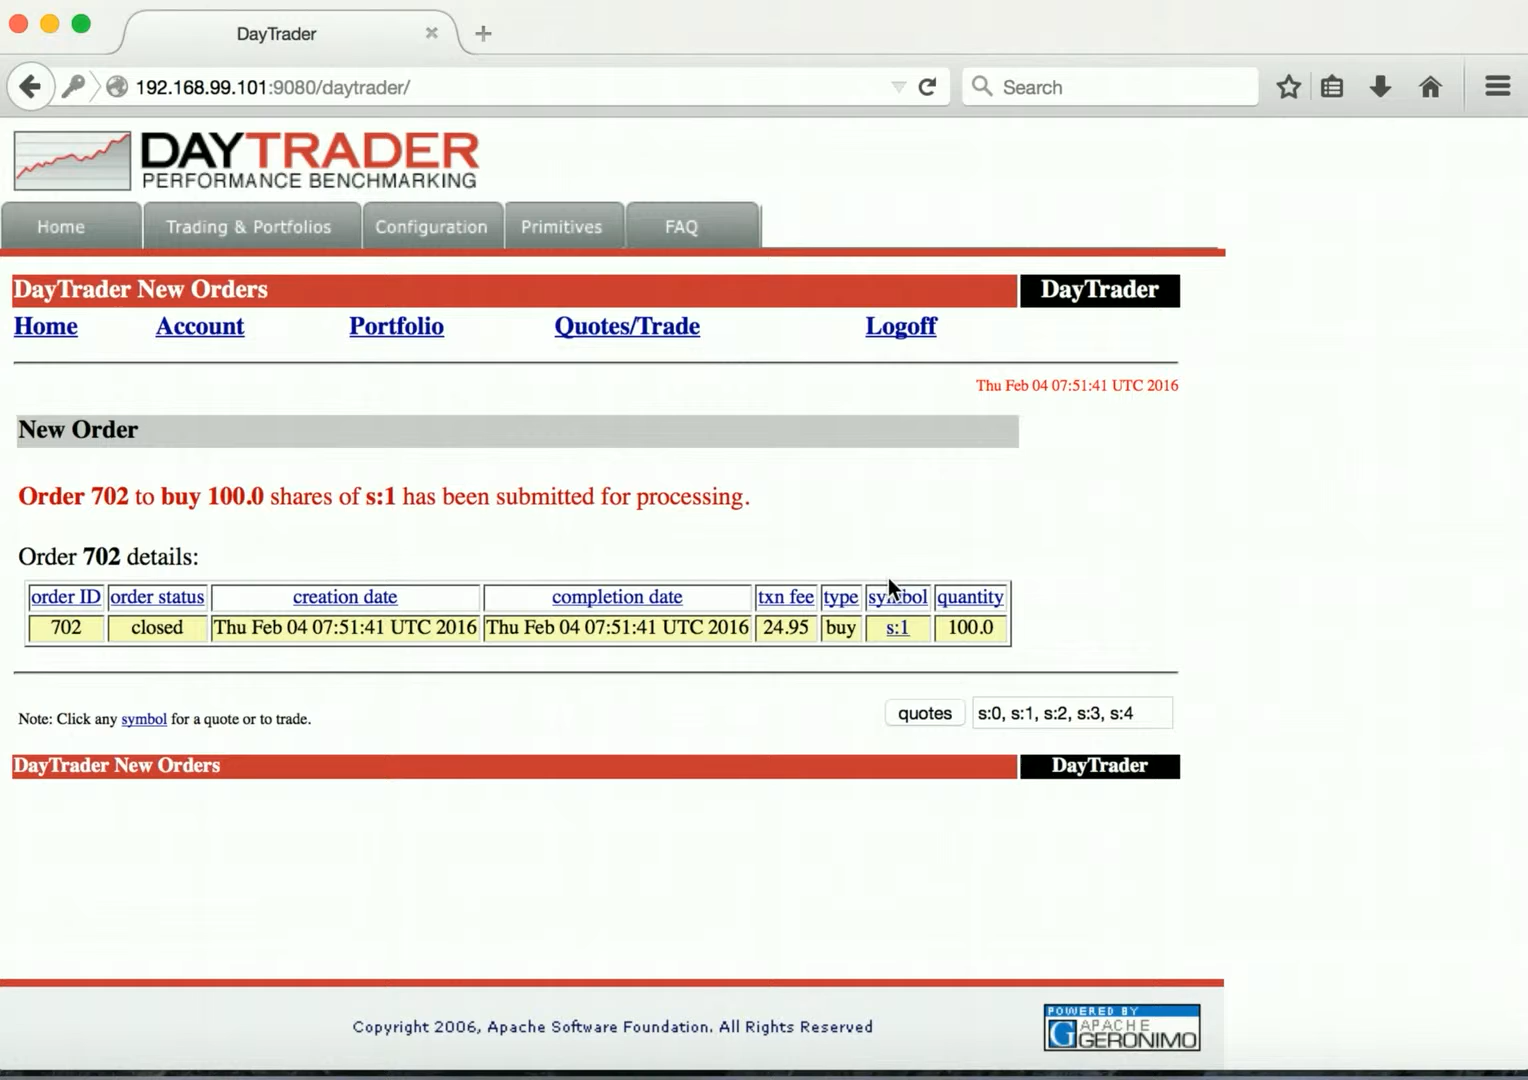 DayTrader
192.168.99.101:9080/daytrader/
Search
DAYTRADER
PERFORMANCE BENCHMARKING
Home Trading & Portfolios Configuration Primitives FAQ
DayTrader New Orders DayTrader
Home Account Portfolio Quotes/Trade Logoff
Thu Feb 04 07:51:41 UTC 2016
New Order
Order 702 to buy 100.0 shares of s:1 has been submitted for processing.
Order 702 details:
order ID order status creation date completion date txn fee type symbol quantity
702 closed Thu Feb 04 07:51:41 UTC 2016 Thu Feb 04 07:51:41 UTC 2016 24.95 buy s:1 100.0
Note: Click any symbol for a quote or to trade. quotes s:0, s:1, s:2, s:3, s:4
DayTrader New Orders DayTrader
Copyright 2006, Apache Software Foundation. All Rights Reserved
POWERED BY
G APACHE
GERONIMO